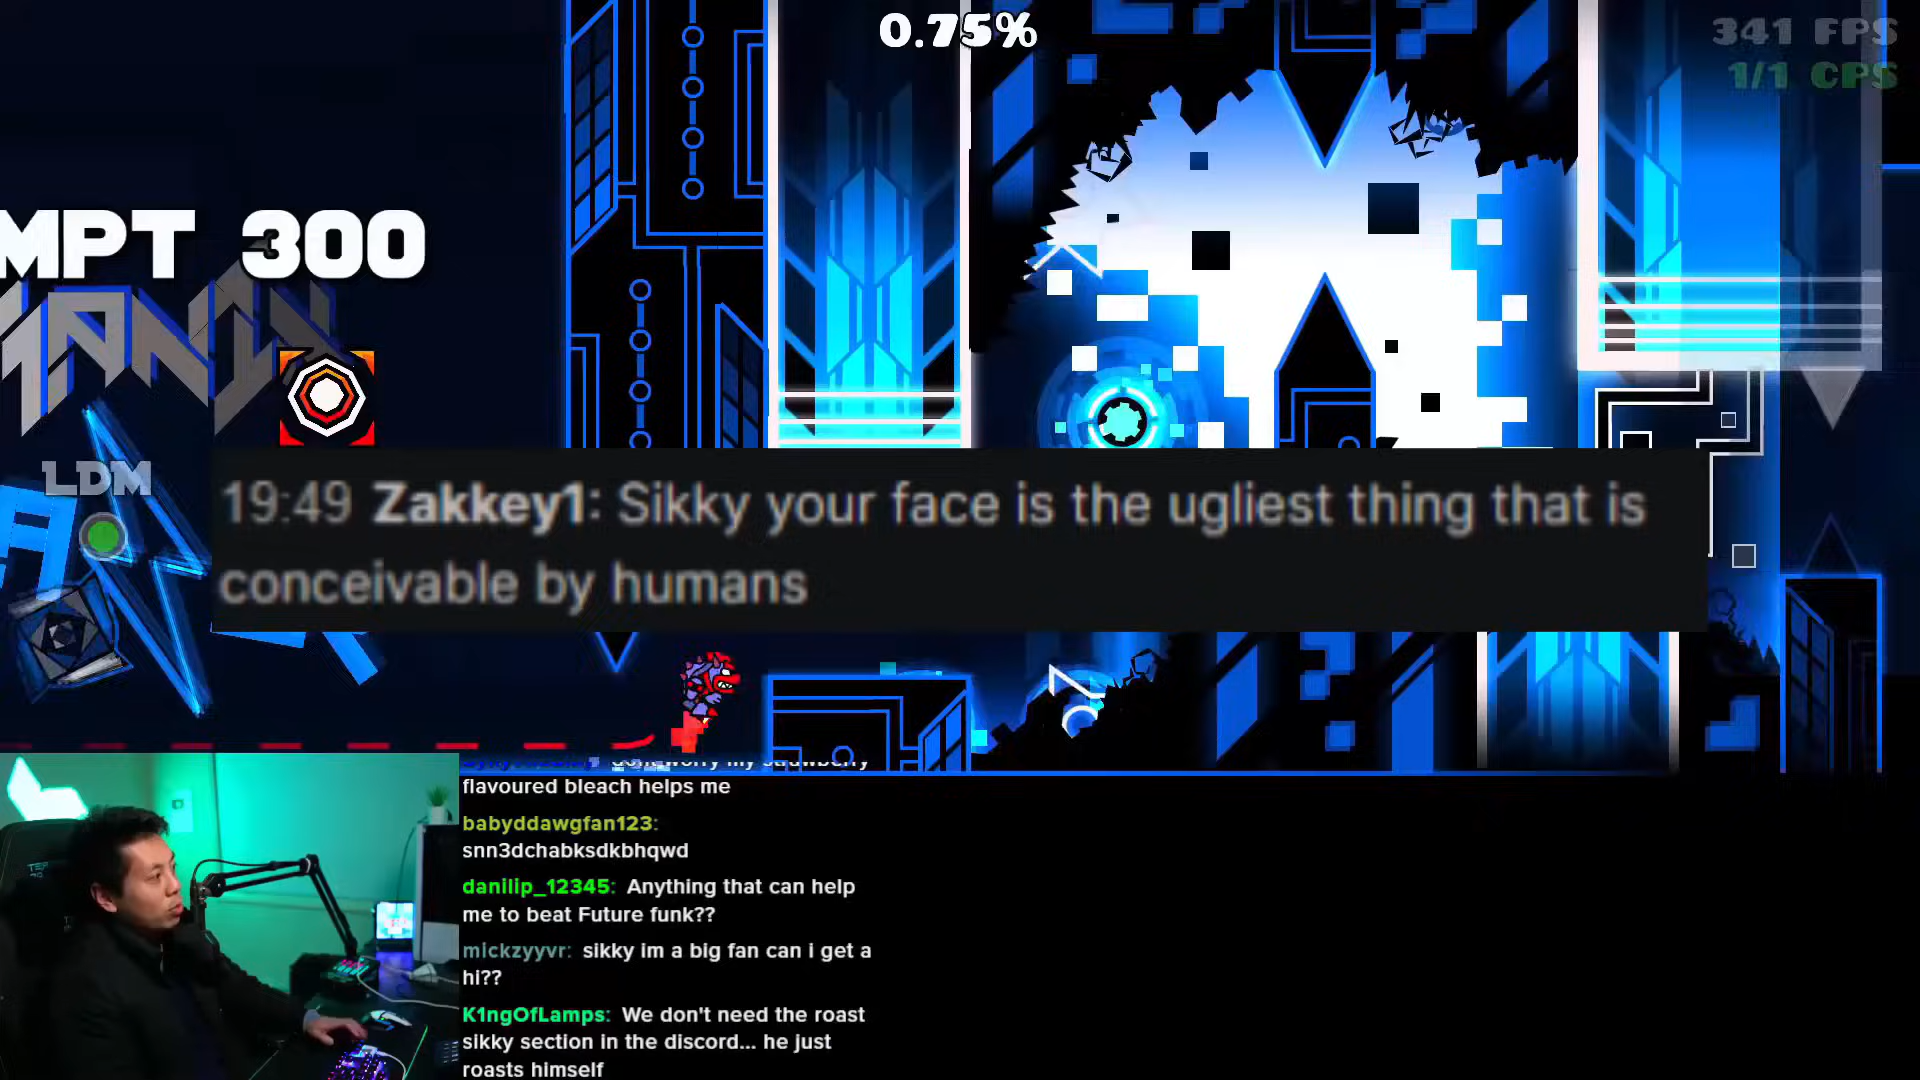 0.75%
341 FPS
1/1 CPS
MPT 300
LDM
19:49 Zakkey1: Sikky your face is the ugliest thing that is
conceivable by humans
flavoured bleach helps me
babyddawgfan123:
snn3dchabksdkbhqwd
danilip_12345: Anything that can help
me to beat Future funk??
mickzyyvr: sikky im a big fan can i get a
hi??
K1ngOfLamps: We don't need the roast
sikky section in the discord... he just
roasts himself